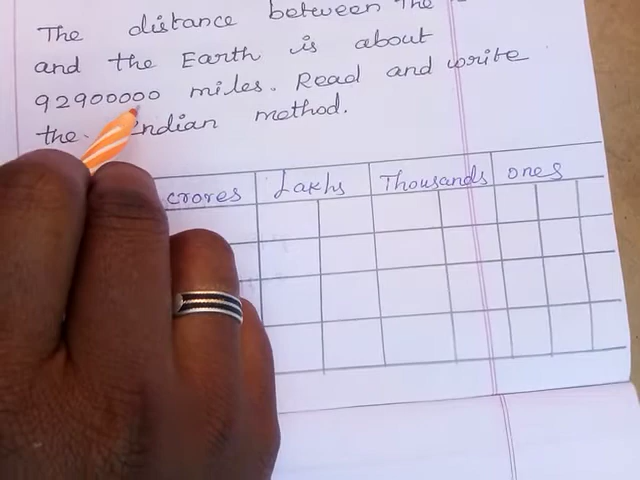 The distance between The
and the Earth is about
92900000 miles. Read and write
the Indian method.
crores Lakhs Thousands ones